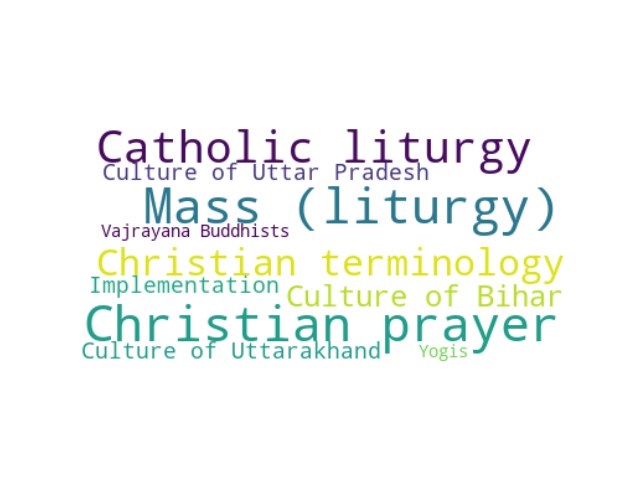 Catholic liturgy
Culture of Uttar Pradesh
Mass (liturgy)
Vajrayana Buddhists
Christian terminology
Implementation
Culture of Bihar
Christian prayer
Culture of Uttarakhand
Yogis